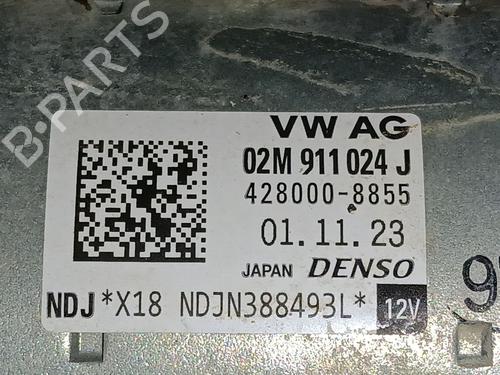 B-PARTS
VW AG
02M 911 024 J
428000-8855
01.11.23
JAPAN DENSO
NDJ *X18 NDJN388493L* 12V